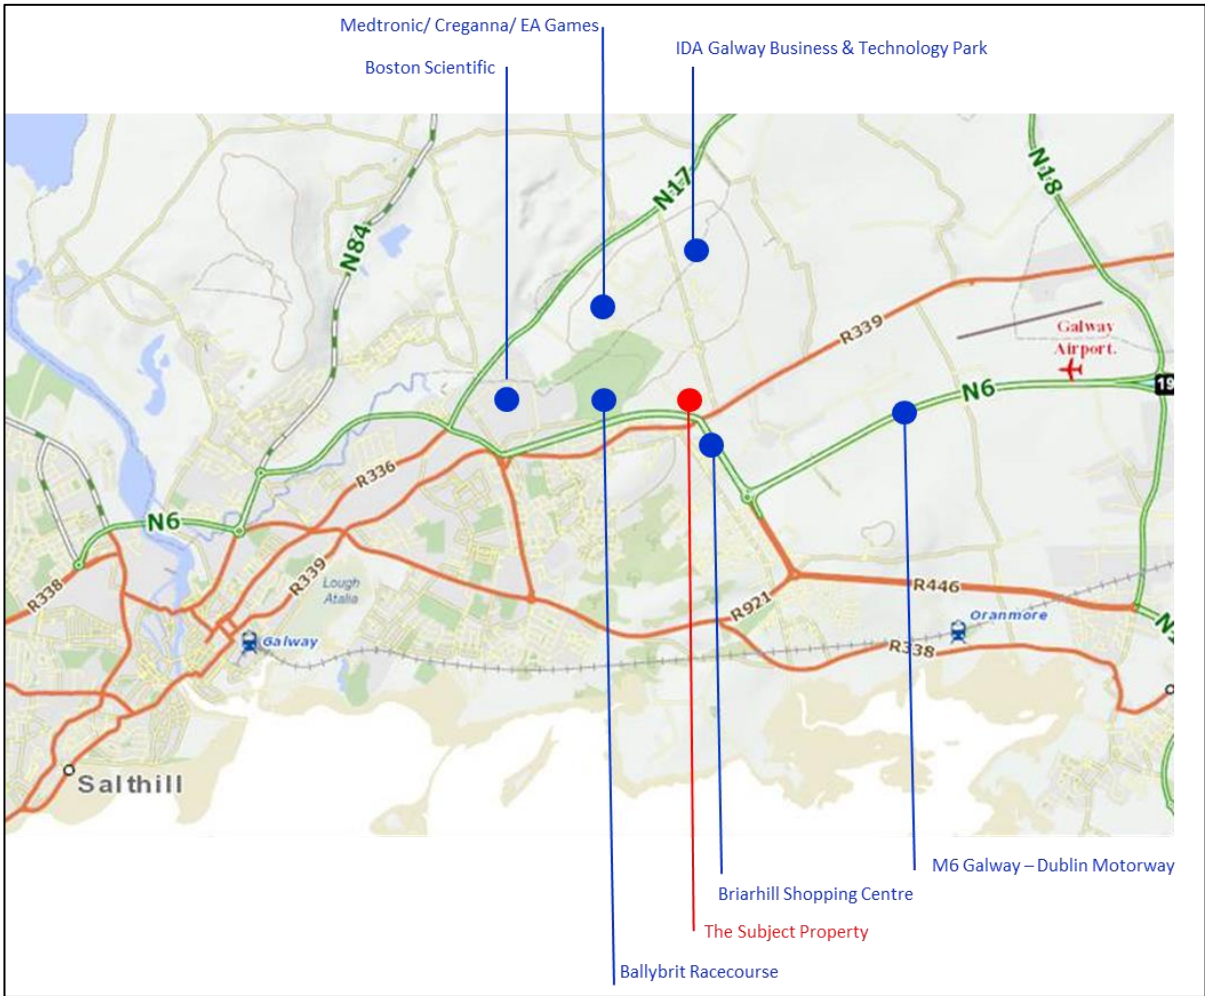 Medtronic/ Creganna/ EA Games
IDA Galway Business & Technology Park
Boston Scientific
N17
N18
N84
R339
Galway
Airport.
N6
19
R336
N6
R339
Lough
Atalia
R338
R446
R921
Oranmore
Galway
R338
Salthill
M6 Galway – Dublin Motorway
Briarhill Shopping Centre
The Subject Property
Ballybrit Racecourse